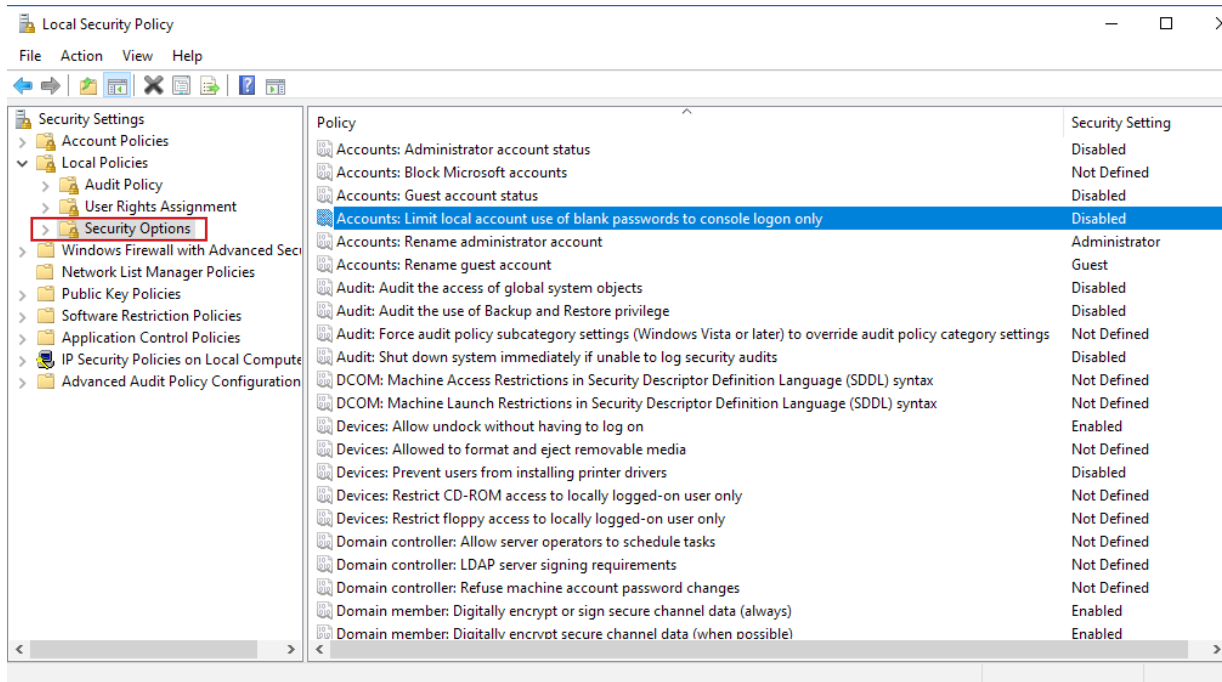 Local Security Policy
File Action View Help
Security Settings
Account Policies
Local Policies
Audit Policy
User Rights Assignment
Security Options
Windows Firewall with Advanced Secu
Network List Manager Policies
Public Key Policies
Software Restriction Policies
Application Control Policies
IP Security Policies on Local Compute
Advanced Audit Policy Configuration
Policy Security Setting
Accounts: Administrator account status Disabled
Accounts: Block Microsoft accounts Not Defined
Accounts: Guest account status Disabled
Accounts: Limit local account use of blank passwords to console logon only Disabled
Accounts: Rename administrator account Administrator
Accounts: Rename guest account Guest
Audit: Audit the access of global system objects Disabled
Audit: Audit the use of Backup and Restore privilege Disabled
Audit: Force audit policy subcategory settings (Windows Vista or later) to override audit policy category settings Not Defined
Audit: Shut down system immediately if unable to log security audits Disabled
DCOM: Machine Access Restrictions in Security Descriptor Definition Language (SDDL) syntax Not Defined
DCOM: Machine Launch Restrictions in Security Descriptor Definition Language (SDDL) syntax Not Defined
Devices: Allow undock without having to log on Enabled
Devices: Allowed to format and eject removable media Not Defined
Devices: Prevent users from installing printer drivers Disabled
Devices: Restrict CD-ROM access to locally logged-on user only Not Defined
Devices: Restrict floppy access to locally logged-on user only Not Defined
Domain controller: Allow server operators to schedule tasks Not Defined
Domain controller: LDAP server signing requirements Not Defined
Domain controller: Refuse machine account password changes Not Defined
Domain member: Digitally encrypt or sign secure channel data (always) Enabled
Domain member: Digitally encrypt secure channel data (when possible) Enabled